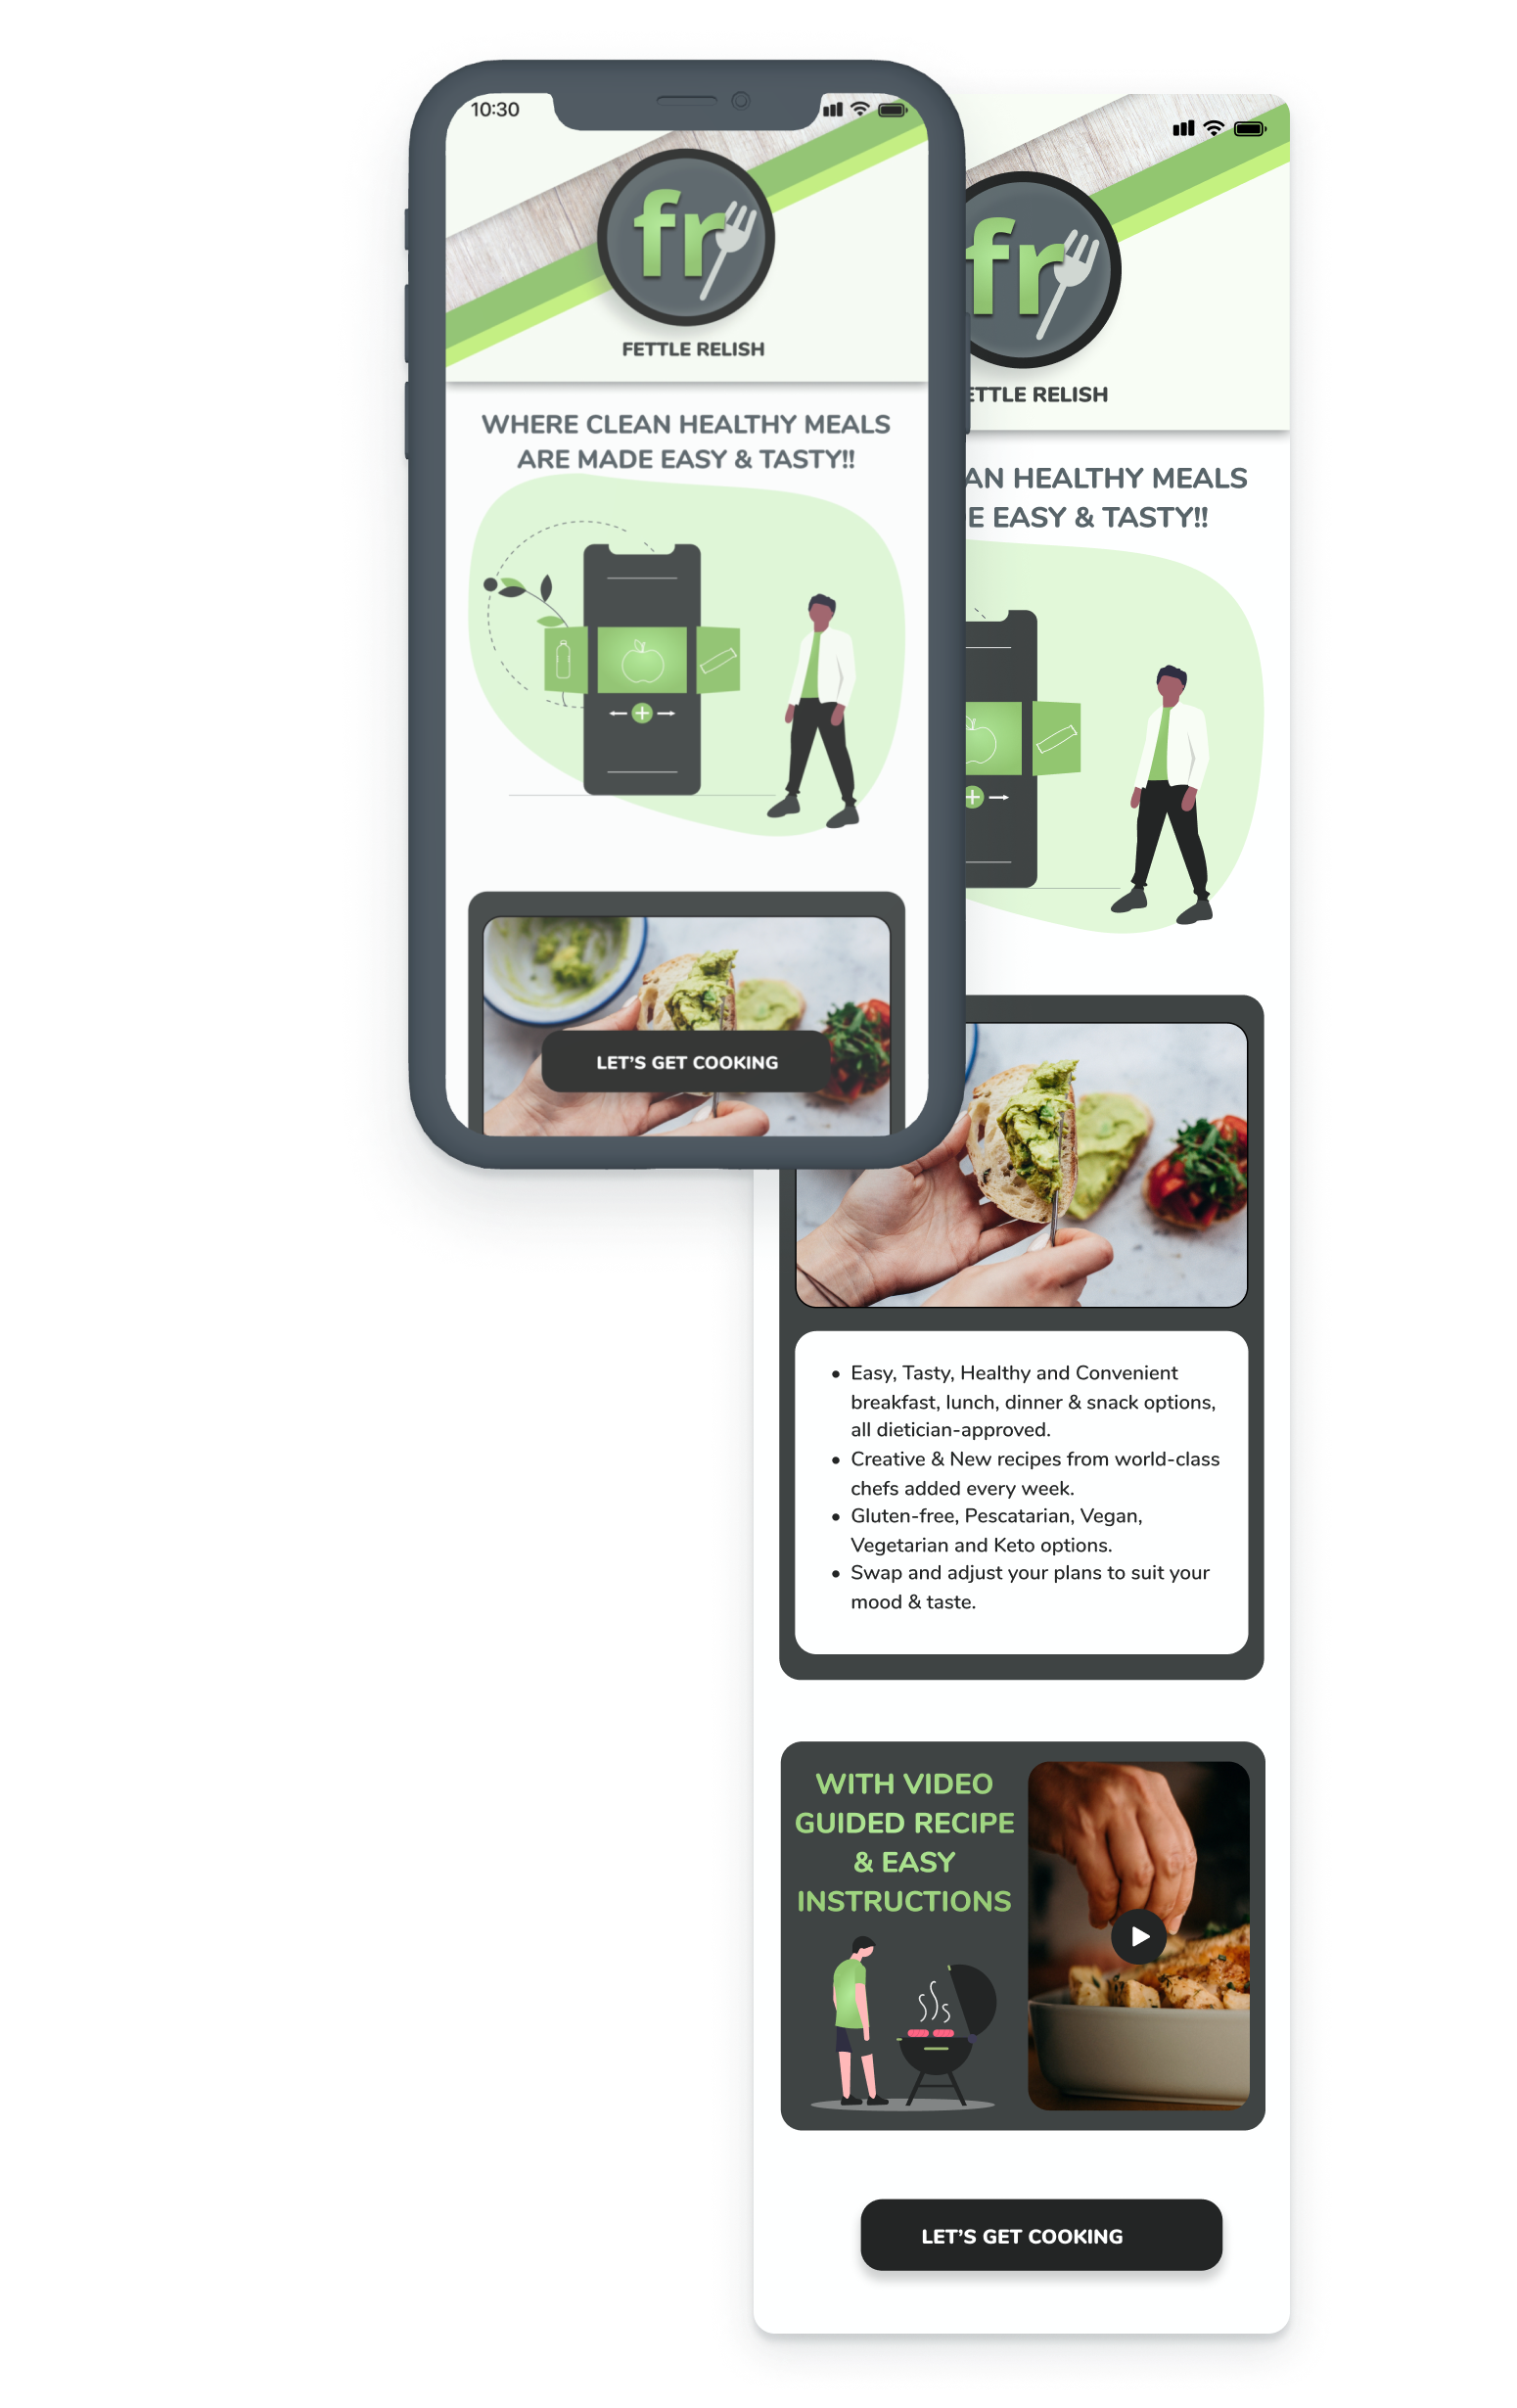 10:30
fr
FETTLE RELISH
WHERE CLEAN HEALTHY MEALS
ARE MADE EASY & TASTY!!
LET'S GET COOKING
fr
ETTLE RELISH
AN HEALTHY MEALS
E EASY & TASTY!!
• Easy, Tasty, Healthy and Convenient
breakfast, lunch, dinner & snack options,
all dietician-approved.
• Creative & New recipes from world-class
chefs added every week.
• Gluten-free, Pescatarian, Vegan,
Vegetarian and Keto options.
• Swap and adjust your plans to suit your
mood & taste.
WITH VIDEO
GUIDED RECIPE
& EASY
INSTRUCTIONS
LET'S GET COOKING